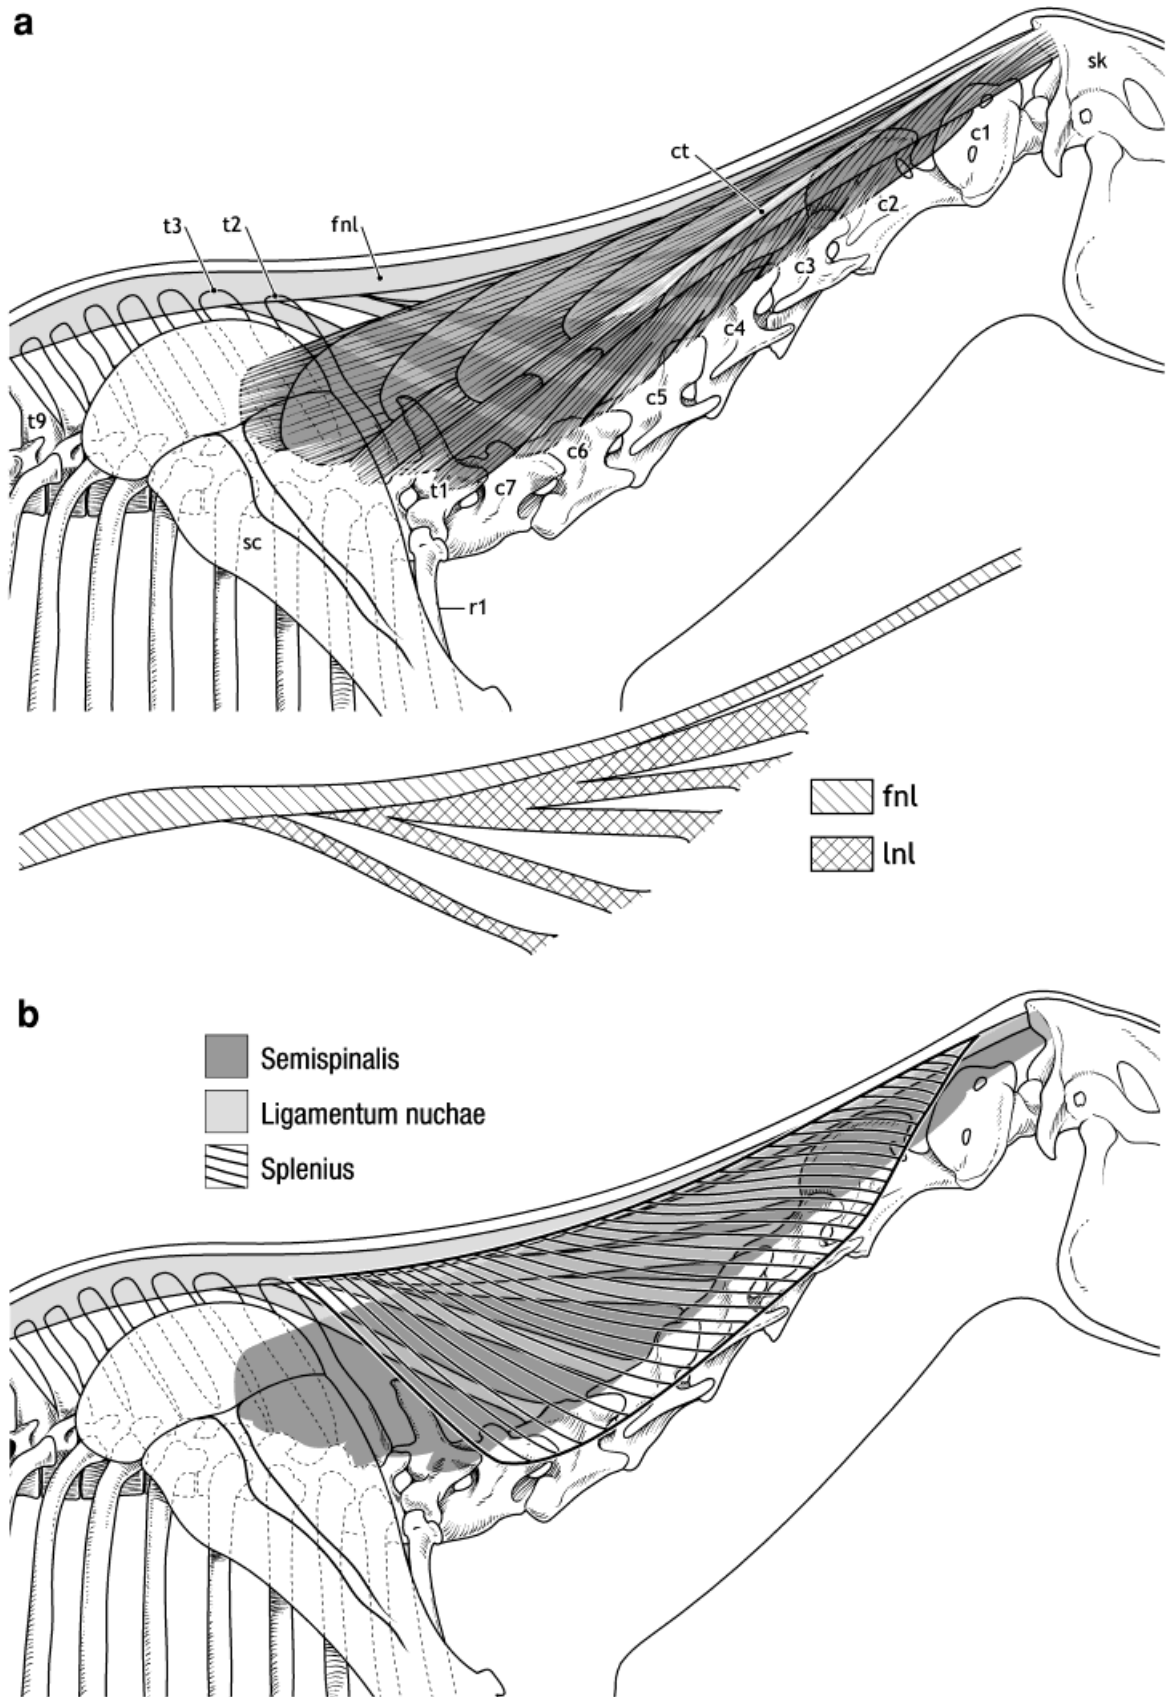 a
sk
c1
ct
c2
t3 t2 fnl
c3
c4
c5
t9
c6
t1 c7
sc
r1
fnl
lnl
b
Semispinalis
Ligamentum nuchae
Splenius